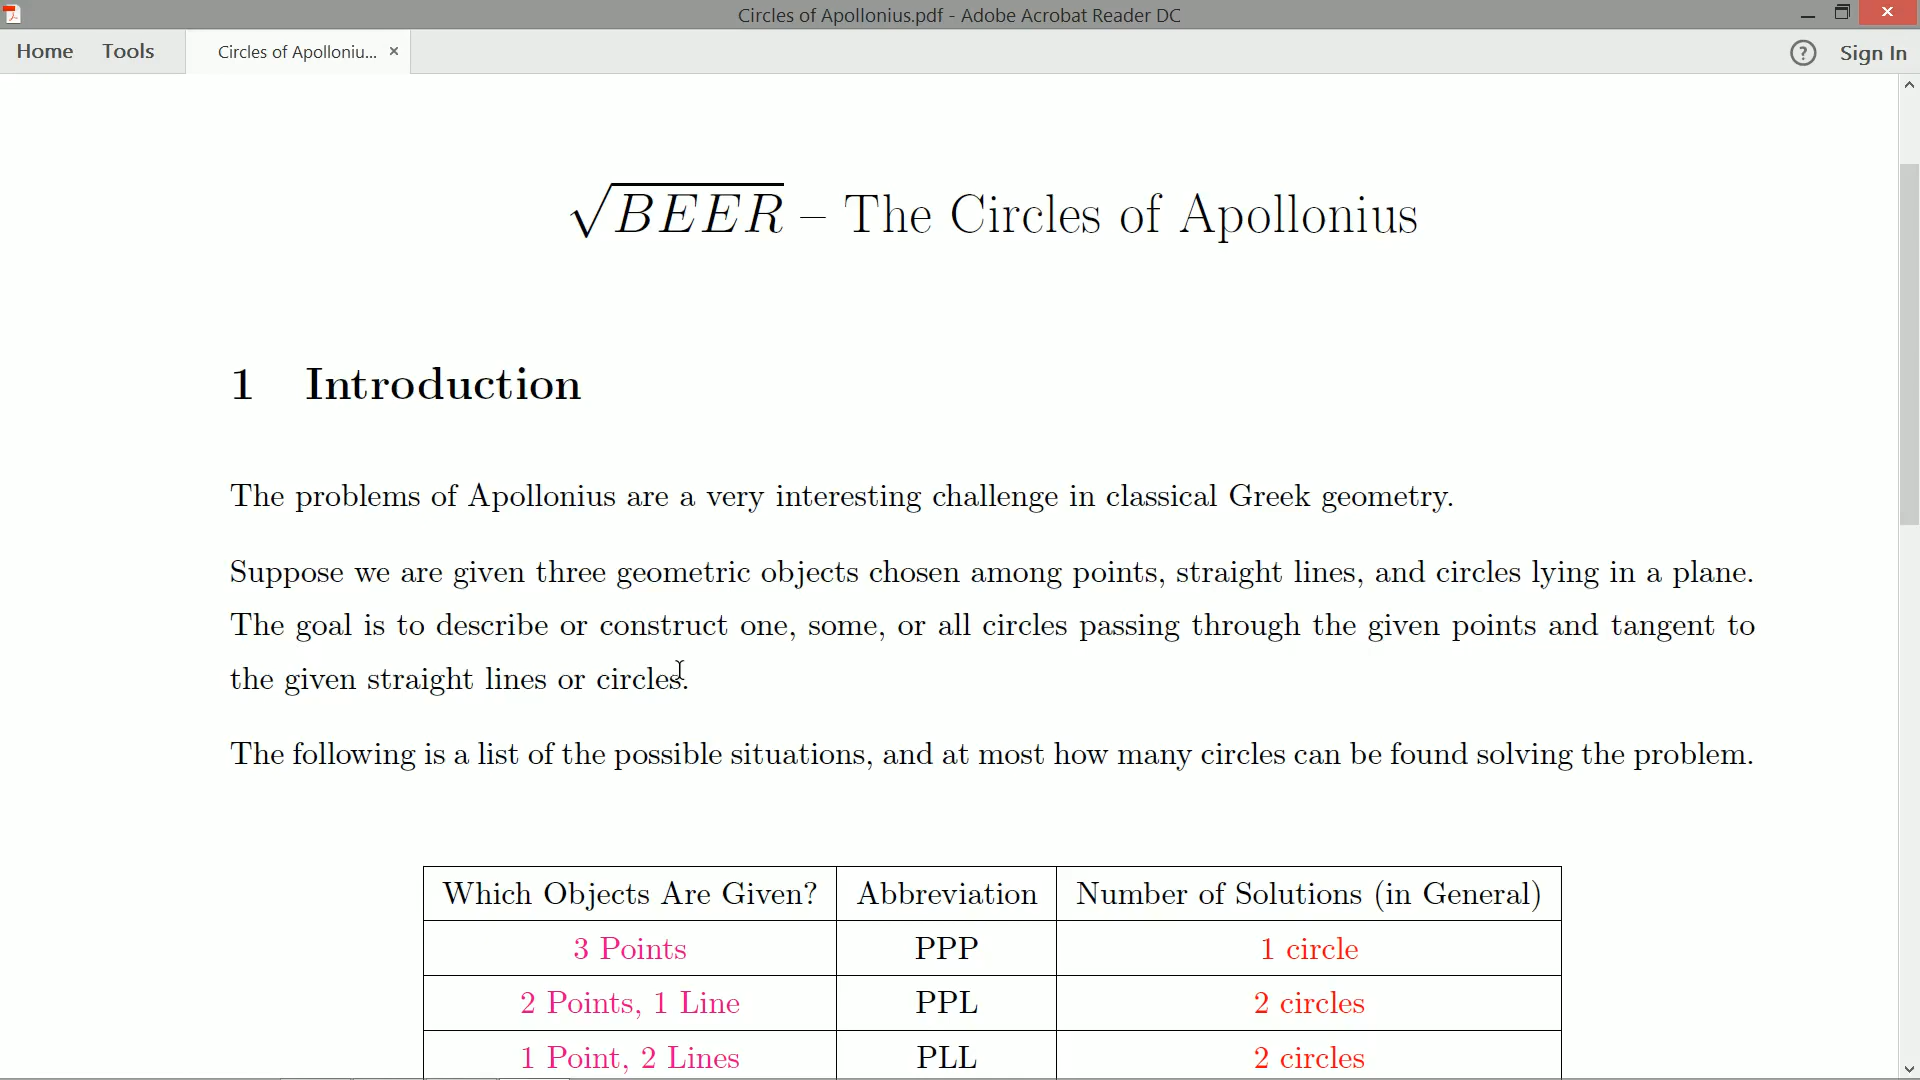 Circles of Apollonius.pdf - Adobe Acrobat Reader DC
Home Tools Circles of Apolloniu... × ? Sign In
√BEER – The Circles of Apollonius
1 Introduction
The problems of Apollonius are a very interesting challenge in classical Greek geometry.
Suppose we are given three geometric objects chosen among points, straight lines, and circles lying in a plane.
The goal is to describe or construct one, some, or all circles passing through the given points and tangent to
the given straight lines or circles.
The following is a list of the possible situations, and at most how many circles can be found solving the problem.
Which Objects Are Given? Abbreviation Number of Solutions (in General)
3 Points PPP 1 circle
2 Points, 1 Line PPL 2 circles
1 Point, 2 Lines PLL 2 circles